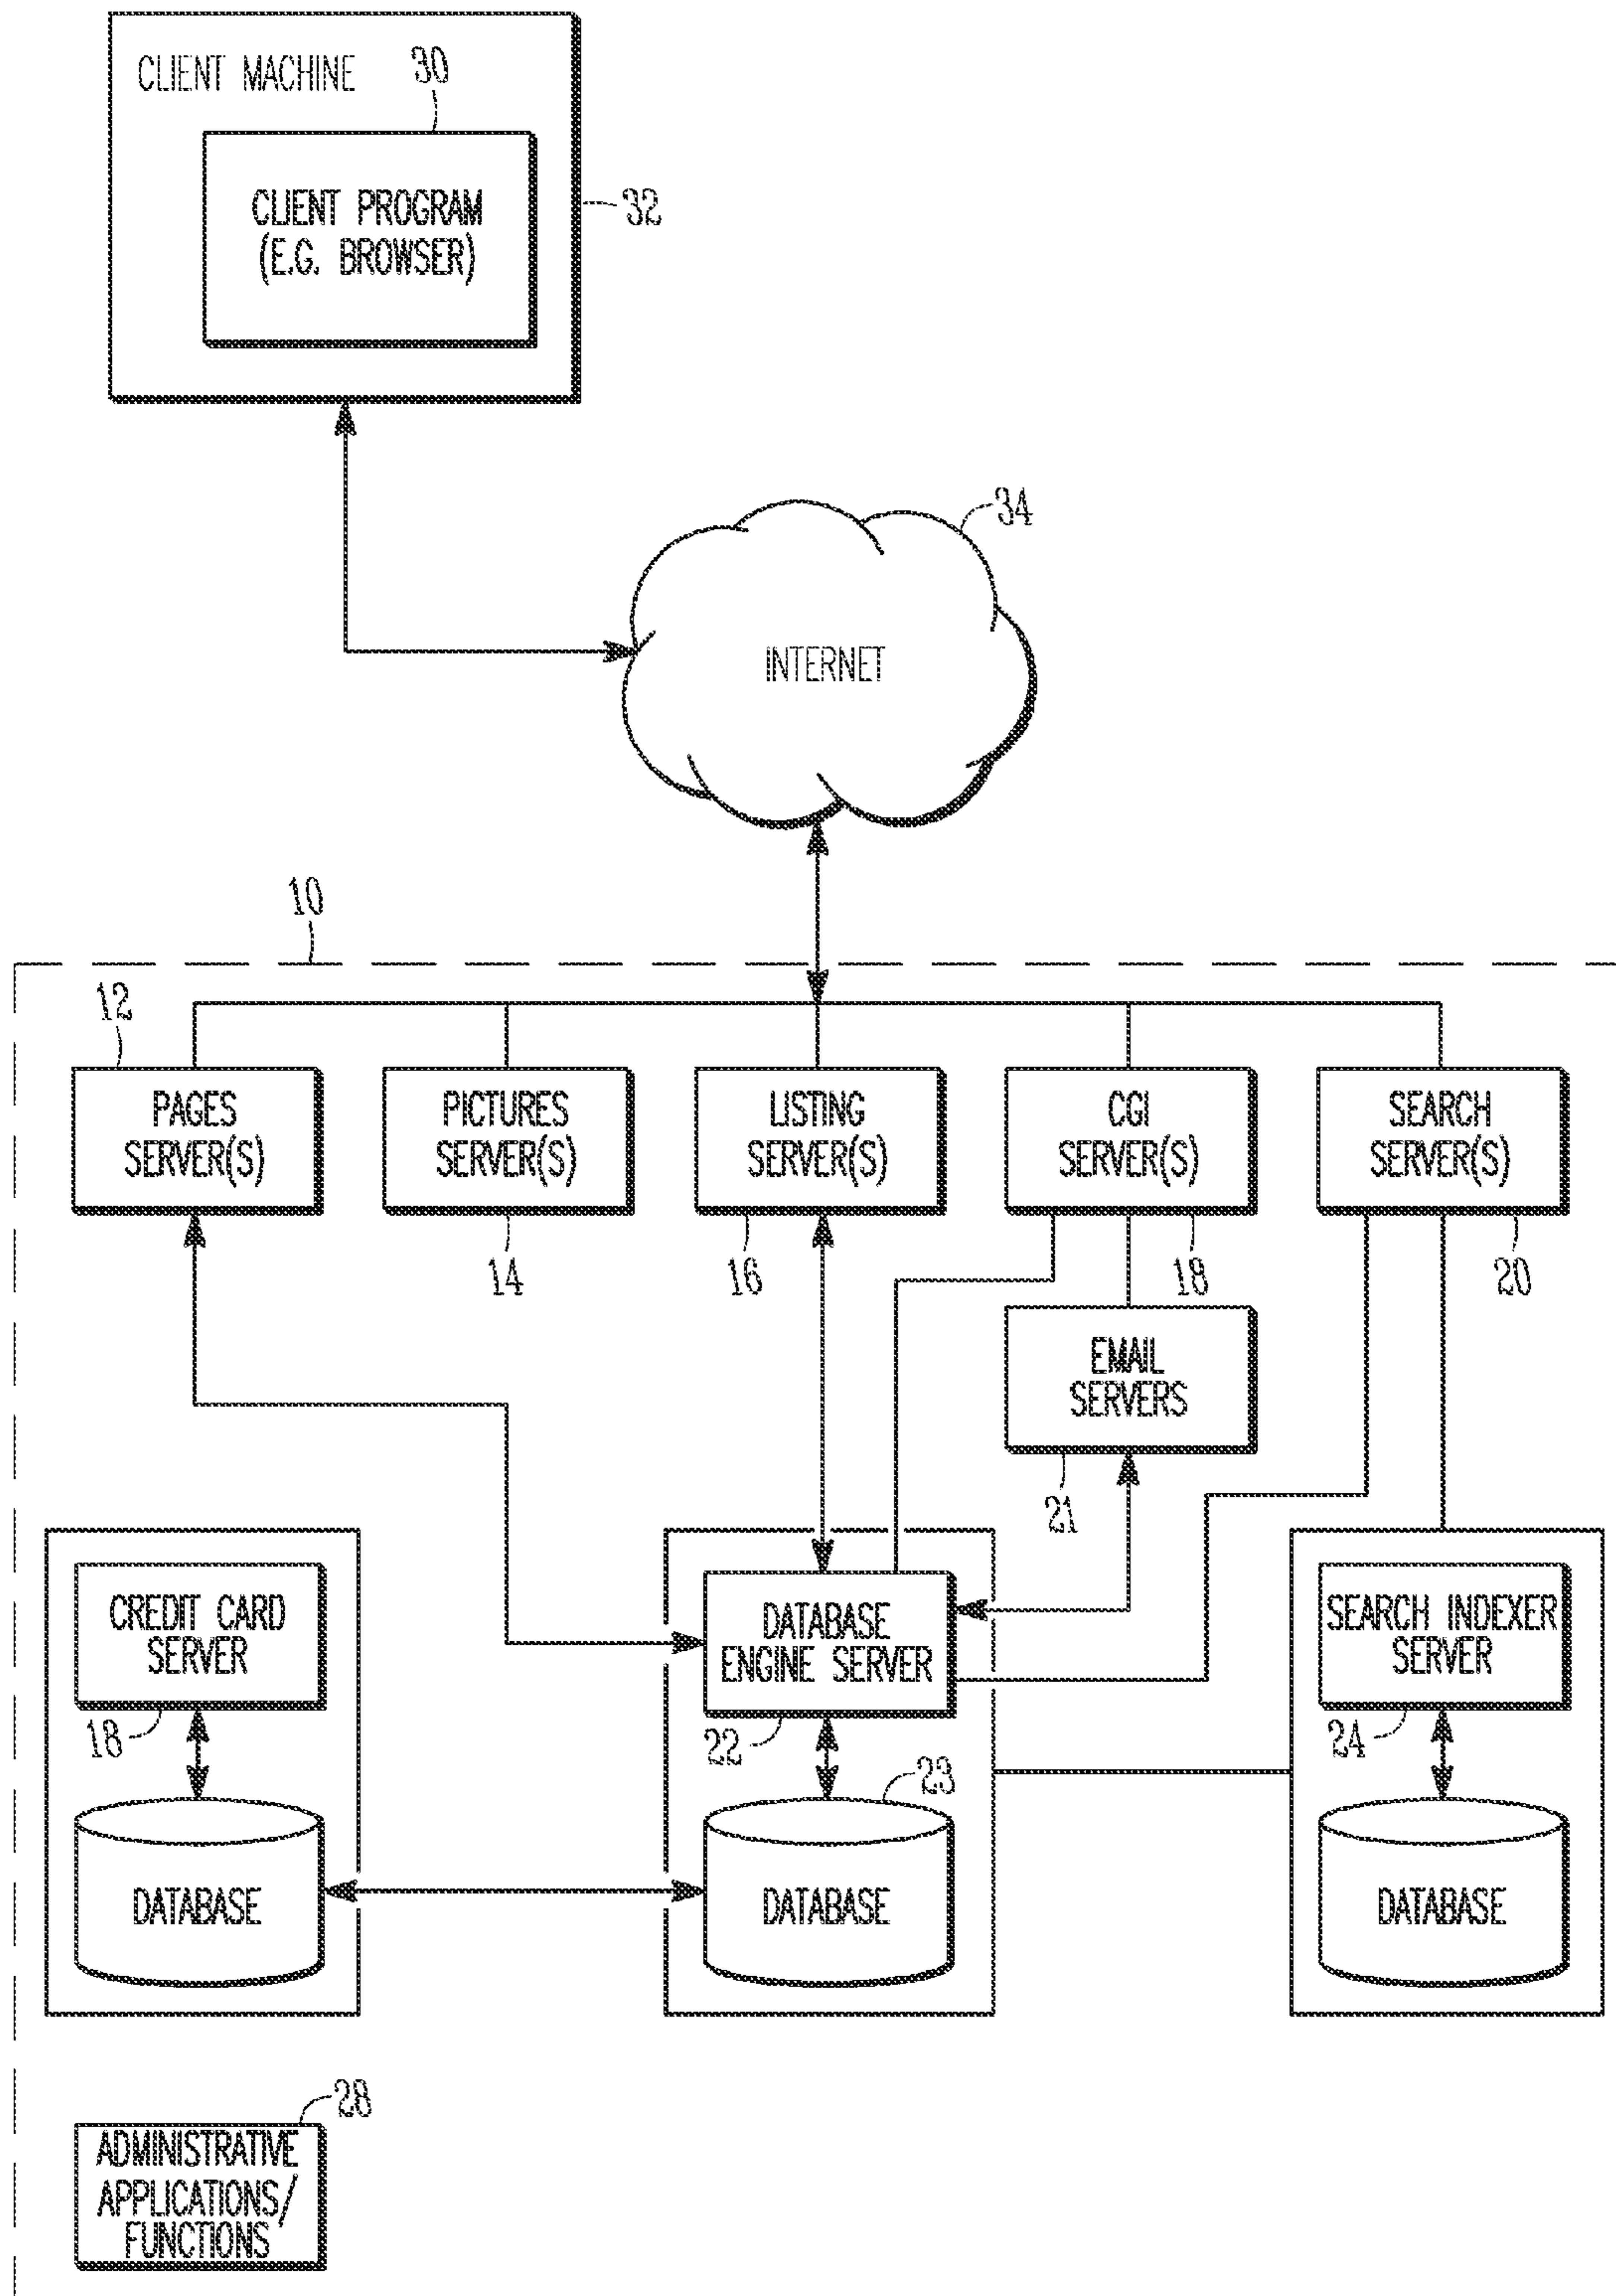 CLIENT MACHINE
30
CLIENT PROGRAM
(E.G. BROWSER)
32
34
INTERNET
10
12
PAGES
SERVER(S)
PICTURES
SERVER(S)
LISTING
SERVER(S)
CGI
SERVER(S)
SEARCH
SERVER(S)
14
16
18
20
EMAIL
SERVERS
21
CREDIT CARD
SERVER
18
DATABASE
ENGINE SERVER
22
SEARCH INDEXER
SERVER
24
23
DATABASE
DATABASE
DATABASE
28
ADMINISTRATIVE
APPLICATIONS/
FUNCTIONS